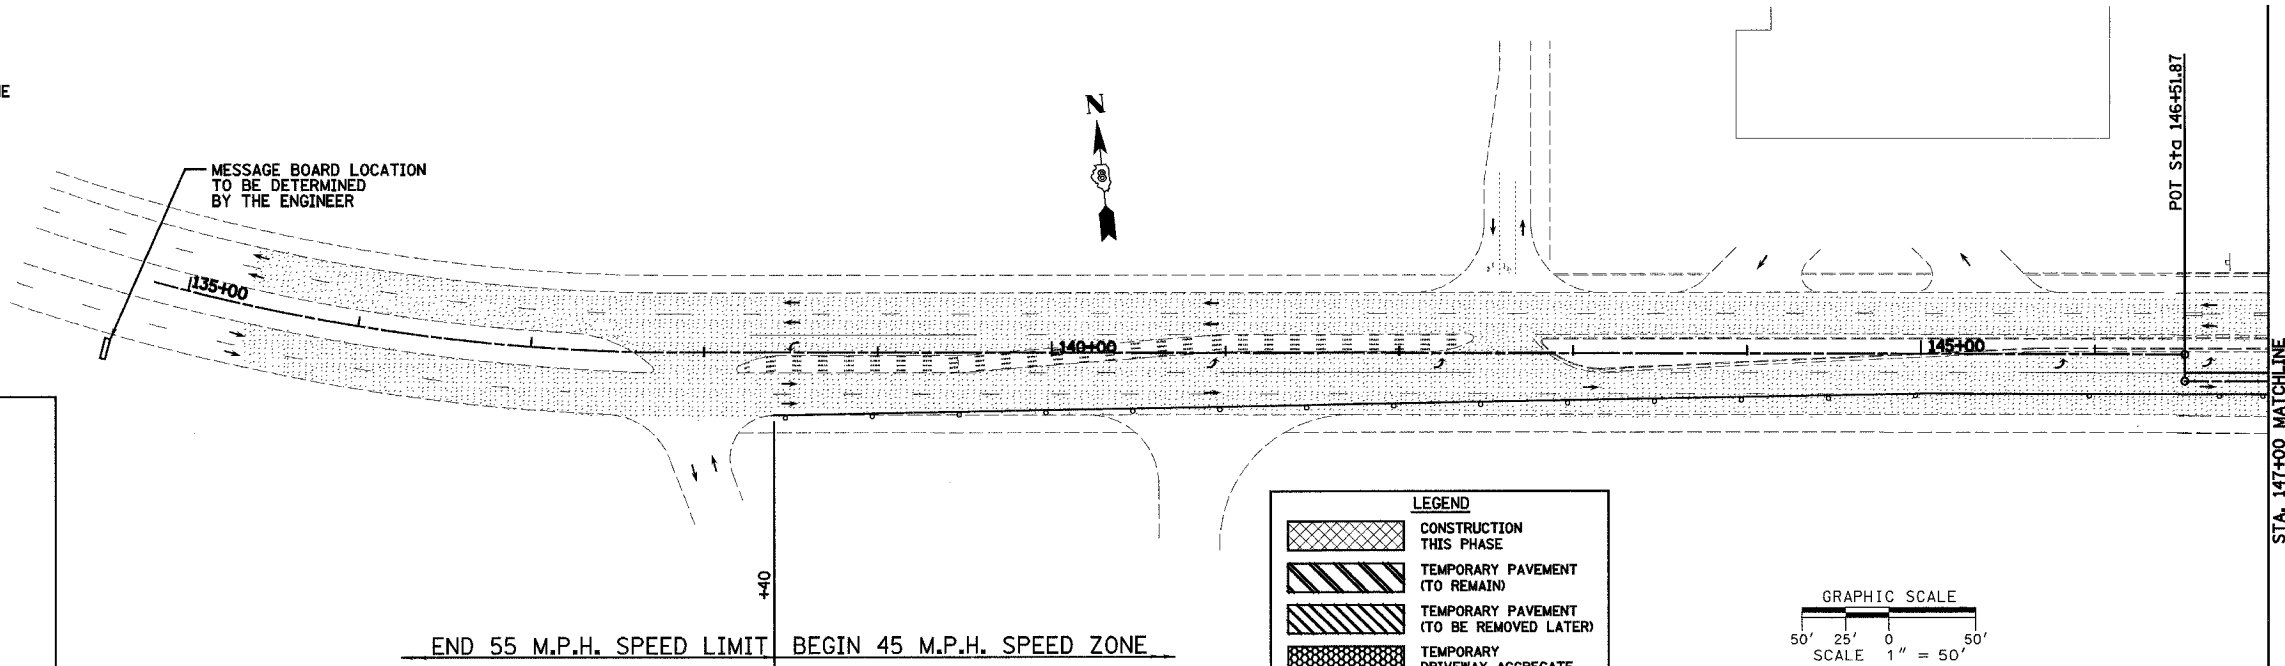 E
MESSAGE BOARD LOCATION
TO BE DETERMINED
BY THE ENGINEER
N
POT Sta 146+51.87
135+00
140+00
145+00
STA. 147+00 MATCHLINE
+40
END 55 M.P.H. SPEED LIMIT
BEGIN 45 M.P.H. SPEED ZONE
LEGEND
CONSTRUCTION
THIS PHASE
TEMPORARY PAVEMENT
(TO REMAIN)
TEMPORARY PAVEMENT
(TO BE REMOVED LATER)
TEMPORARY
DRIVEWAY AGGREGATE
GRAPHIC SCALE
50' 25' 0 50'
SCALE 1" = 50'